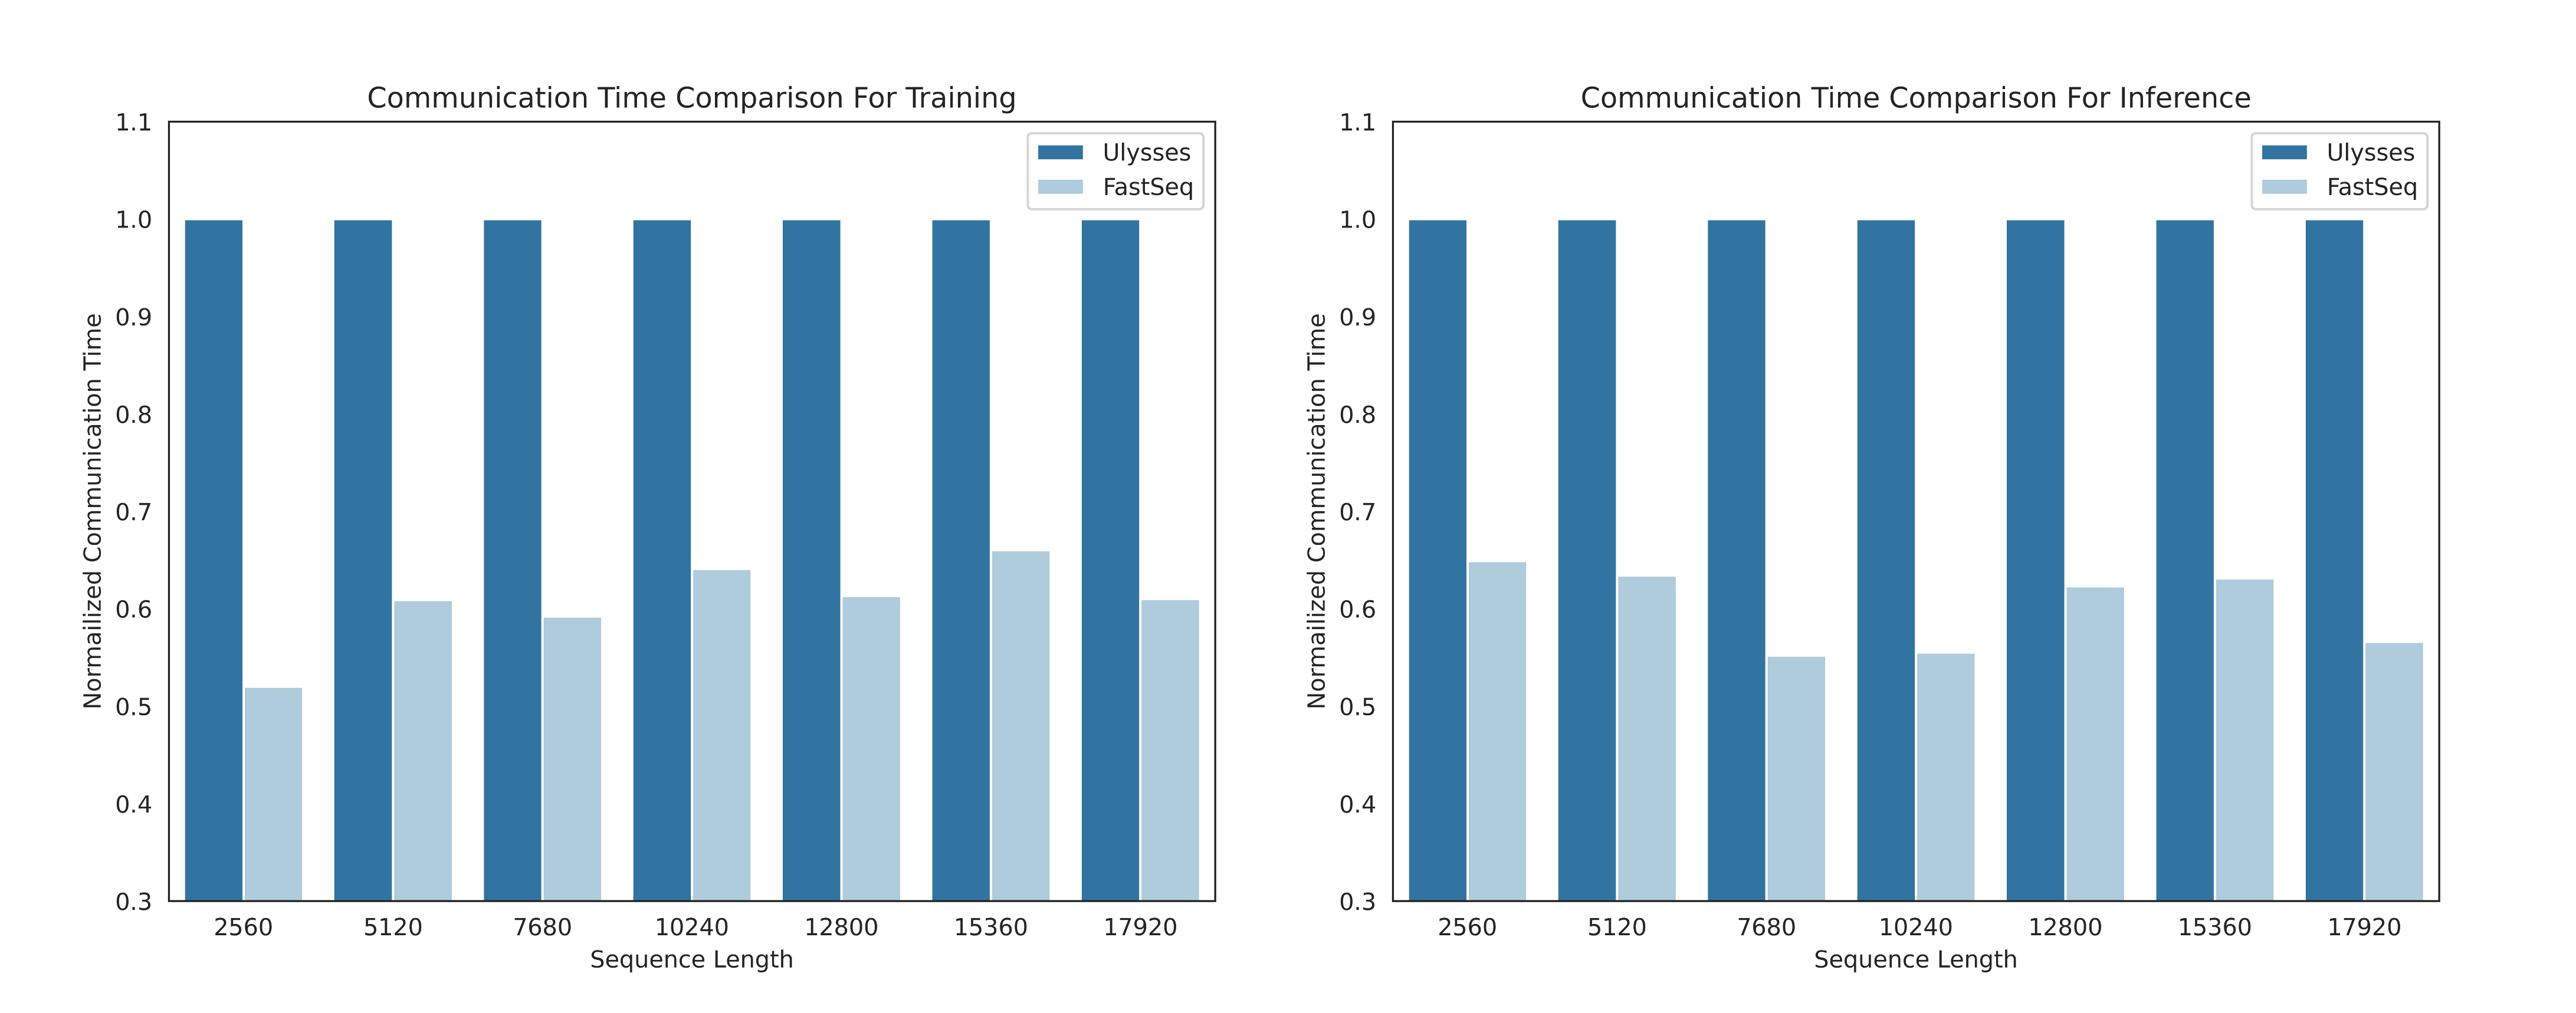 Communication Time Comparison For Training
1.1
1.0
0.9
0.8
0.7
0.6
0.5
0.4
0.3
Normailized Communication Time
Ulysses
FastSeq
2560 5120 7680 10240 12800 15360 17920
Sequence Length
Communication Time Comparison For Inference
1.1
1.0
0.9
0.8
0.7
0.6
0.5
0.4
0.3
Normailized Communication Time
Ulysses
FastSeq
2560 5120 7680 10240 12800 15360 17920
Sequence Length